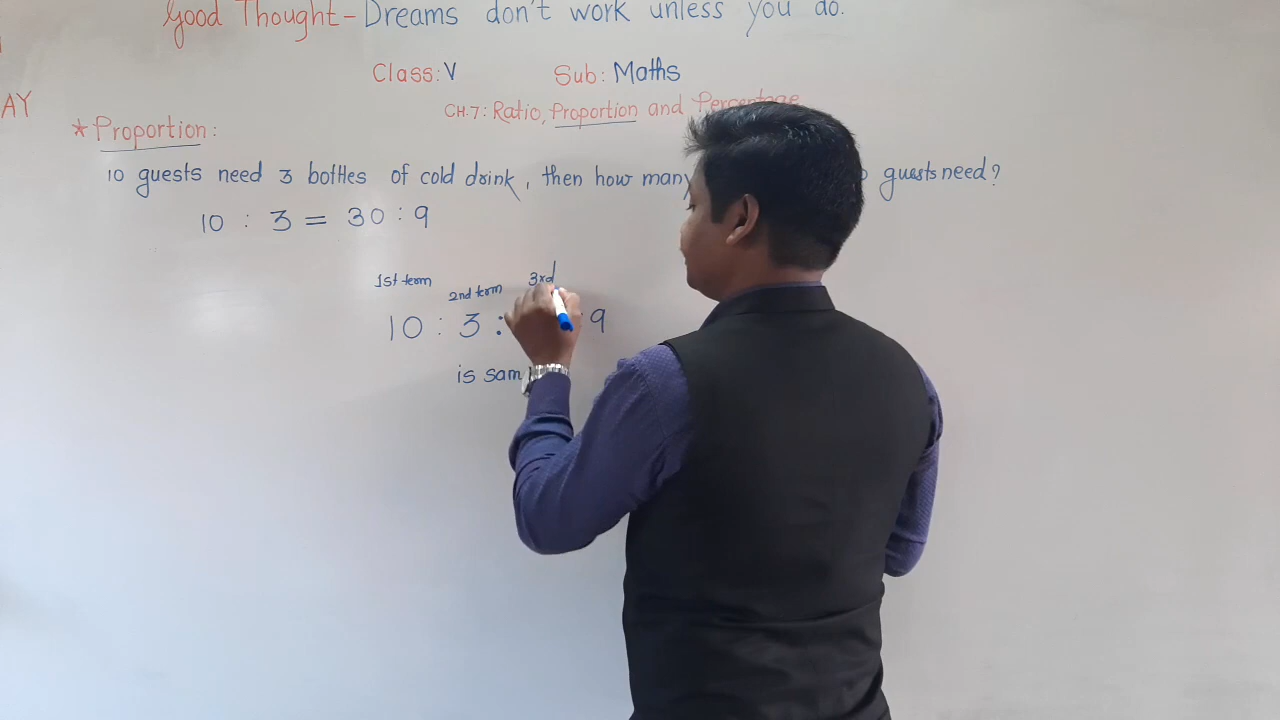 Good Thought - Dreams don't work unless you do.
Class: V Sub: Maths
AY
CH.7: Ratio, Proportion and Percentage
* Proportion:
10 guests need 3 bottles of cold drink, then how many guests need?
10 : 3 = 30 : 9
1st term 2nd term 3rd
10 : 3 : 9
is sam